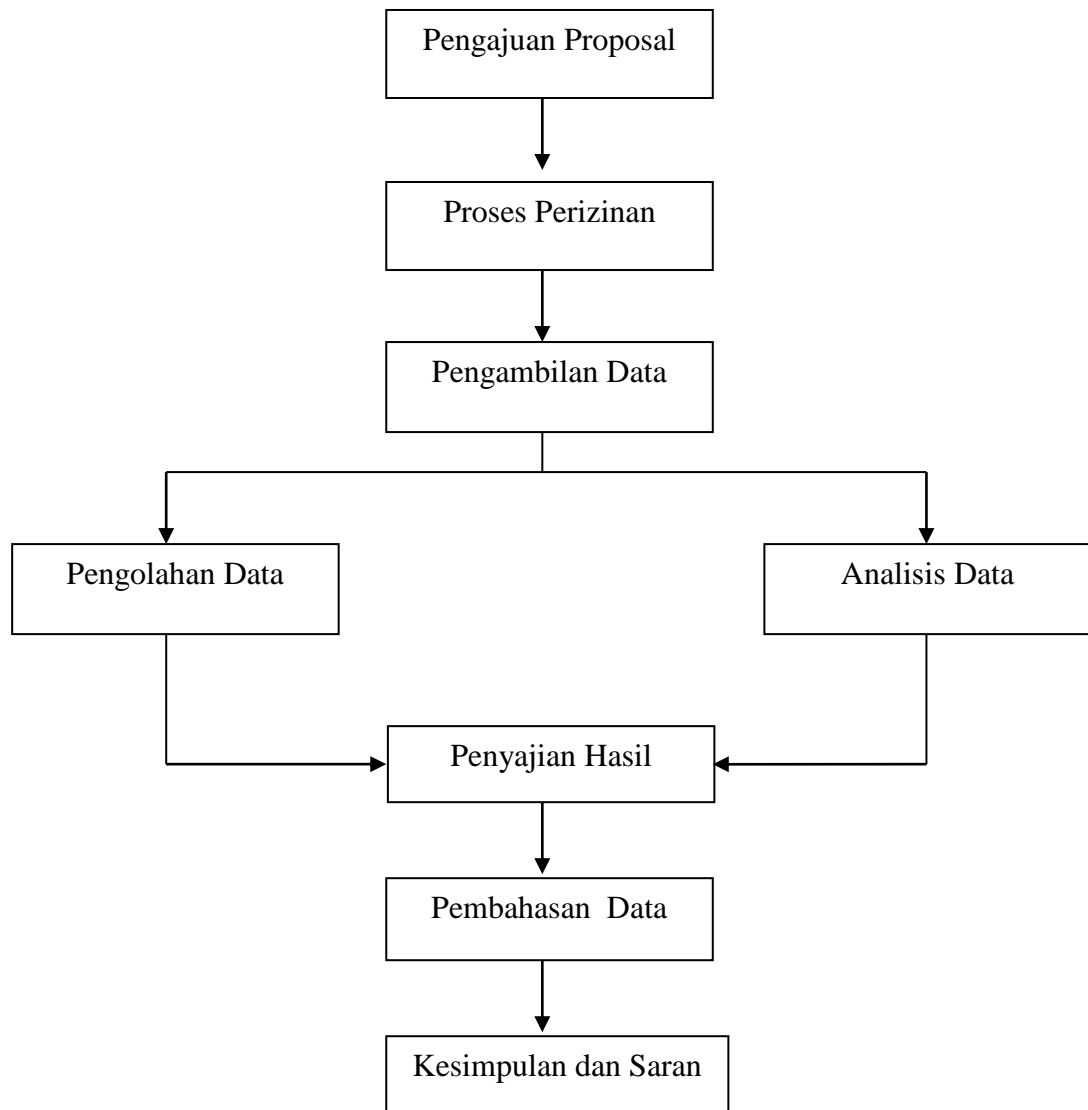 Pengajuan Proposal
Proses Perizinan
Pengambilan Data
Pengolahan Data
Analisis Data
Penyajian Hasil
Pembahasan  Data
Kesimpulan dan Saran